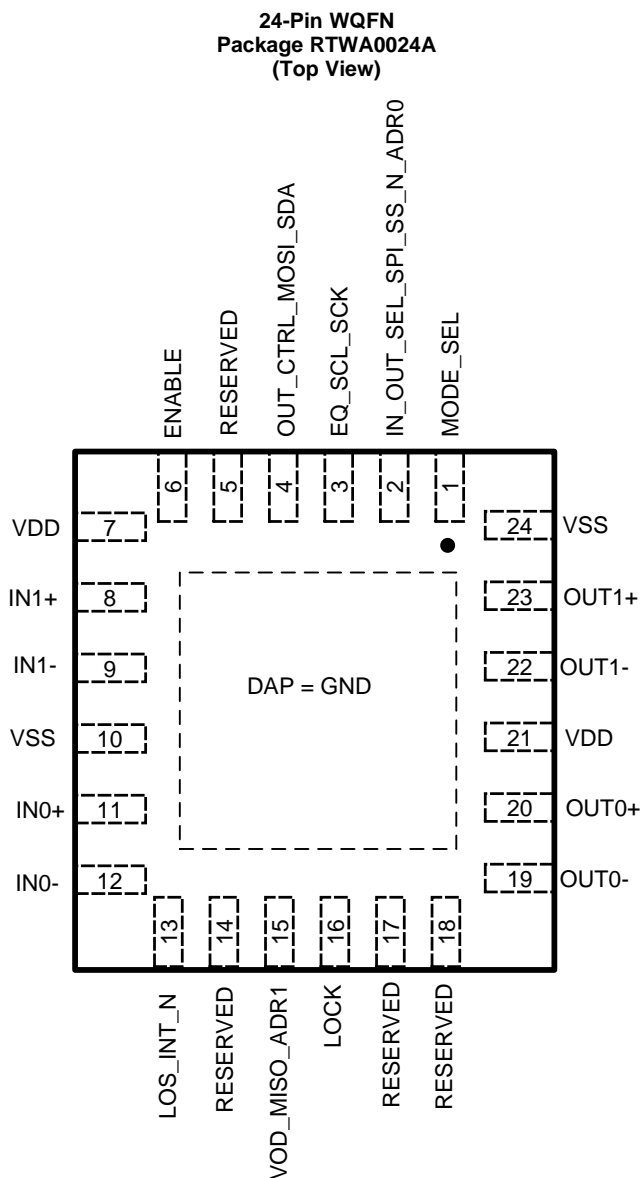 24-Pin WQFN
Package RTWA0024A
(Top View)
ENABLE
RESERVED
OUT_CTRL_MOSI_SDA
EQ_SCL_SCK
IN_OUT_SEL_SPI_SS_N_ADR0
MODE_SEL
6
5
4
3
2
1
VDD
7
24
VSS
IN1+
8
23
OUT1+
IN1-
9
22
OUT1-
DAP = GND
VSS
10
21
VDD
IN0+
11
20
OUT0+
IN0-
12
19
OUT0-
13
14
15
16
17
18
LOS_INT_N
RESERVED
VOD_MISO_ADR1
LOCK
RESERVED
RESERVED